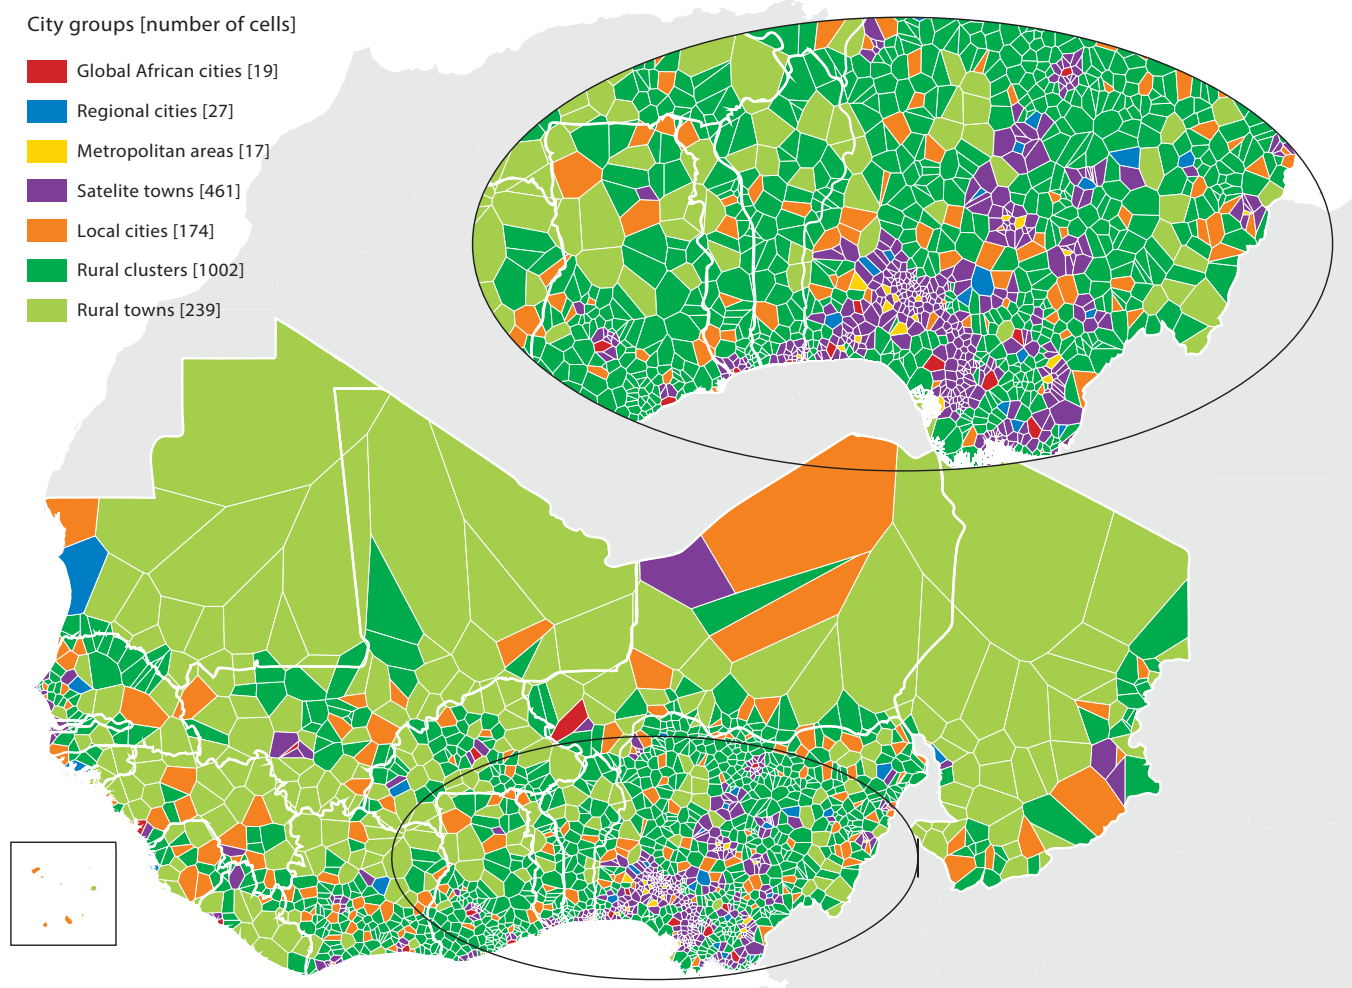 City groups [number of cells]
Global African cities [19]
Regional cities [27]
Metropolitan areas [17]
Satelite towns [461]
Local cities [174]
Rural clusters [1002]
Rural towns [239]